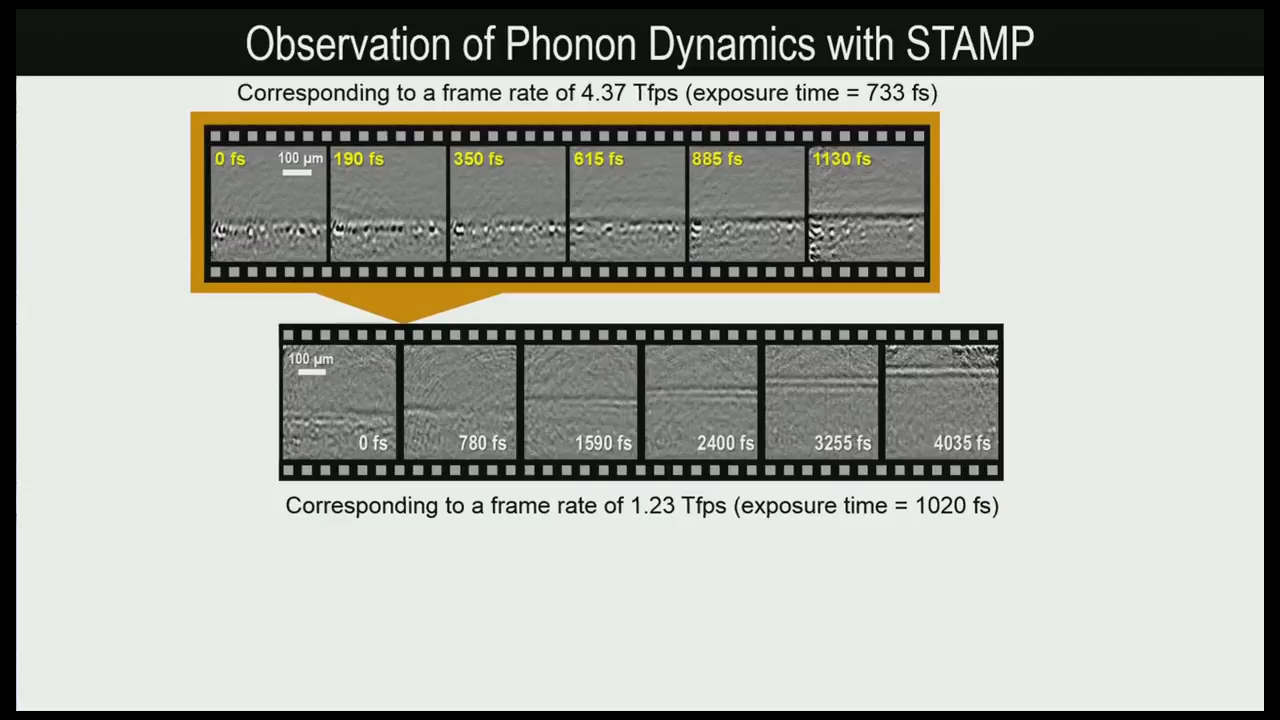 Observation of Phonon Dynamics with STAMP
Corresponding to a frame rate of 4.37 Tfps (exposure time = 733 fs)
0 fs 100 µm 190 fs 350 fs 615 fs 885 fs 1130 fs
100 µm
0 fs 780 fs 1590 fs 2400 fs 3255 fs 4035 fs
Corresponding to a frame rate of 1.23 Tfps (exposure time = 1020 fs)